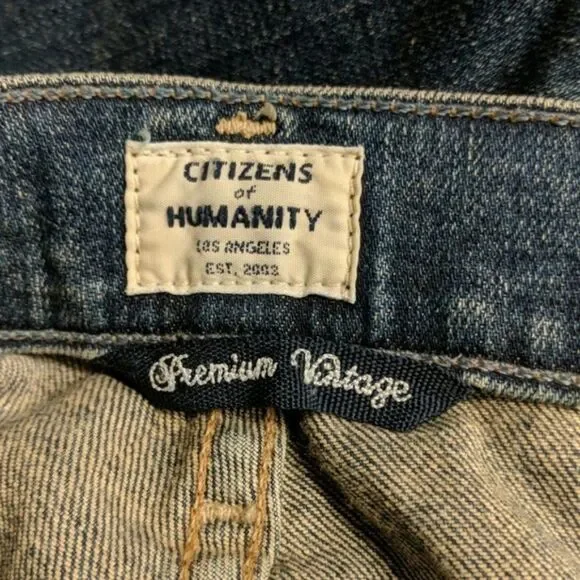 CITIZENS
of
HUMANITY
LOS ANGELES
EST. 2003
Premium Vintage